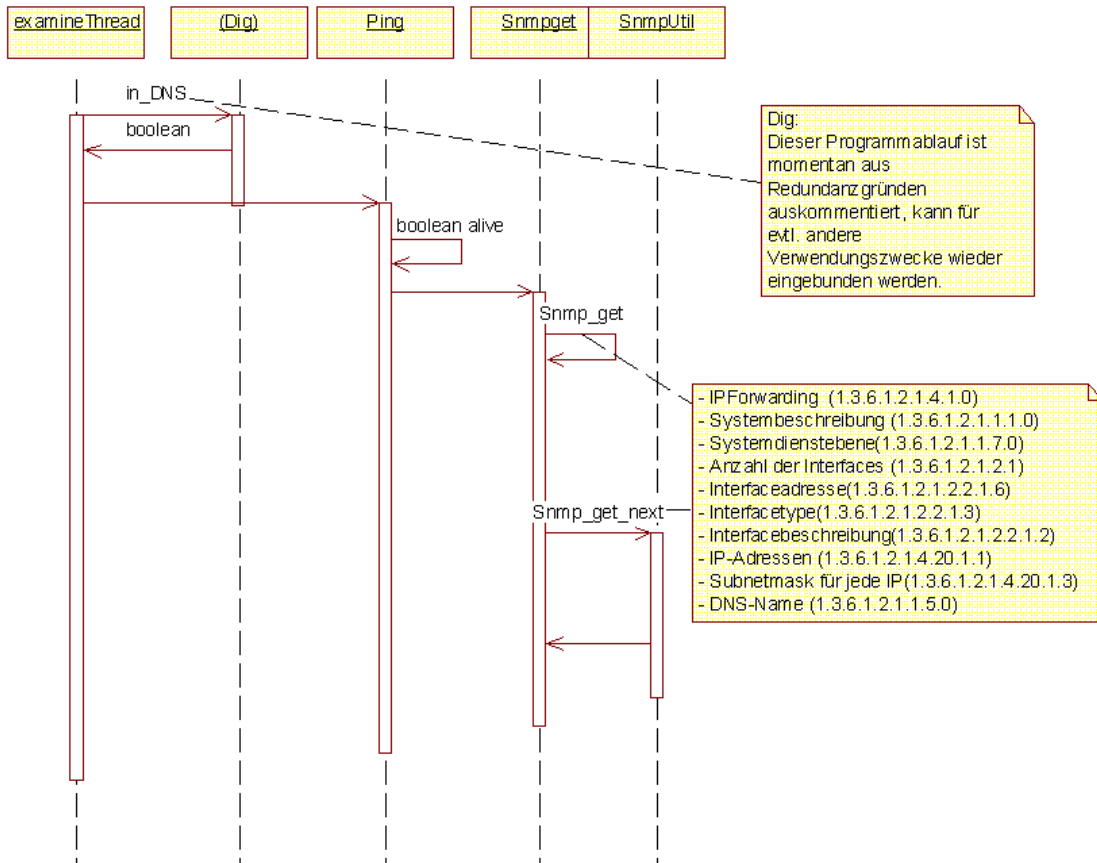 examineThread
(Dig)
Ping
Snmpget
SnmpUtil
in_DNS
boolean
Dig:
Dieser Programmablauf ist
momentan aus
Redundanzgründen
auskommentiert, kann für
evtl. andere
Verwendungszwecke wieder
eingebunden werden.
boolean alive
Snmp_get
- IPForwarding (1.3.6.1.2.1.4.1.0)
- Systembeschreibung (1.3.6.1.2.1.1.1.0)
- Systemdienstebene(1.3.6.1.2.1.1.7.0)
- Anzahl der Interfaces (1.3.6.1.2.1.2.1)
- Interfaceadresse(1.3.6.1.2.1.2.2.1.6)
- Interfacetype(1.3.6.1.2.1.2.2.1.3)
- Interfacebeschreibung(1.3.6.1.2.1.2.2.1.2)
- IP-Adressen (1.3.6.1.2.1.4.20.1.1)
- Subnetmask für jede IP(1.3.6.1.2.1.4.20.1.3)
- DNS-Name (1.3.6.1.2.1.1.5.0)
Snmp_get_next